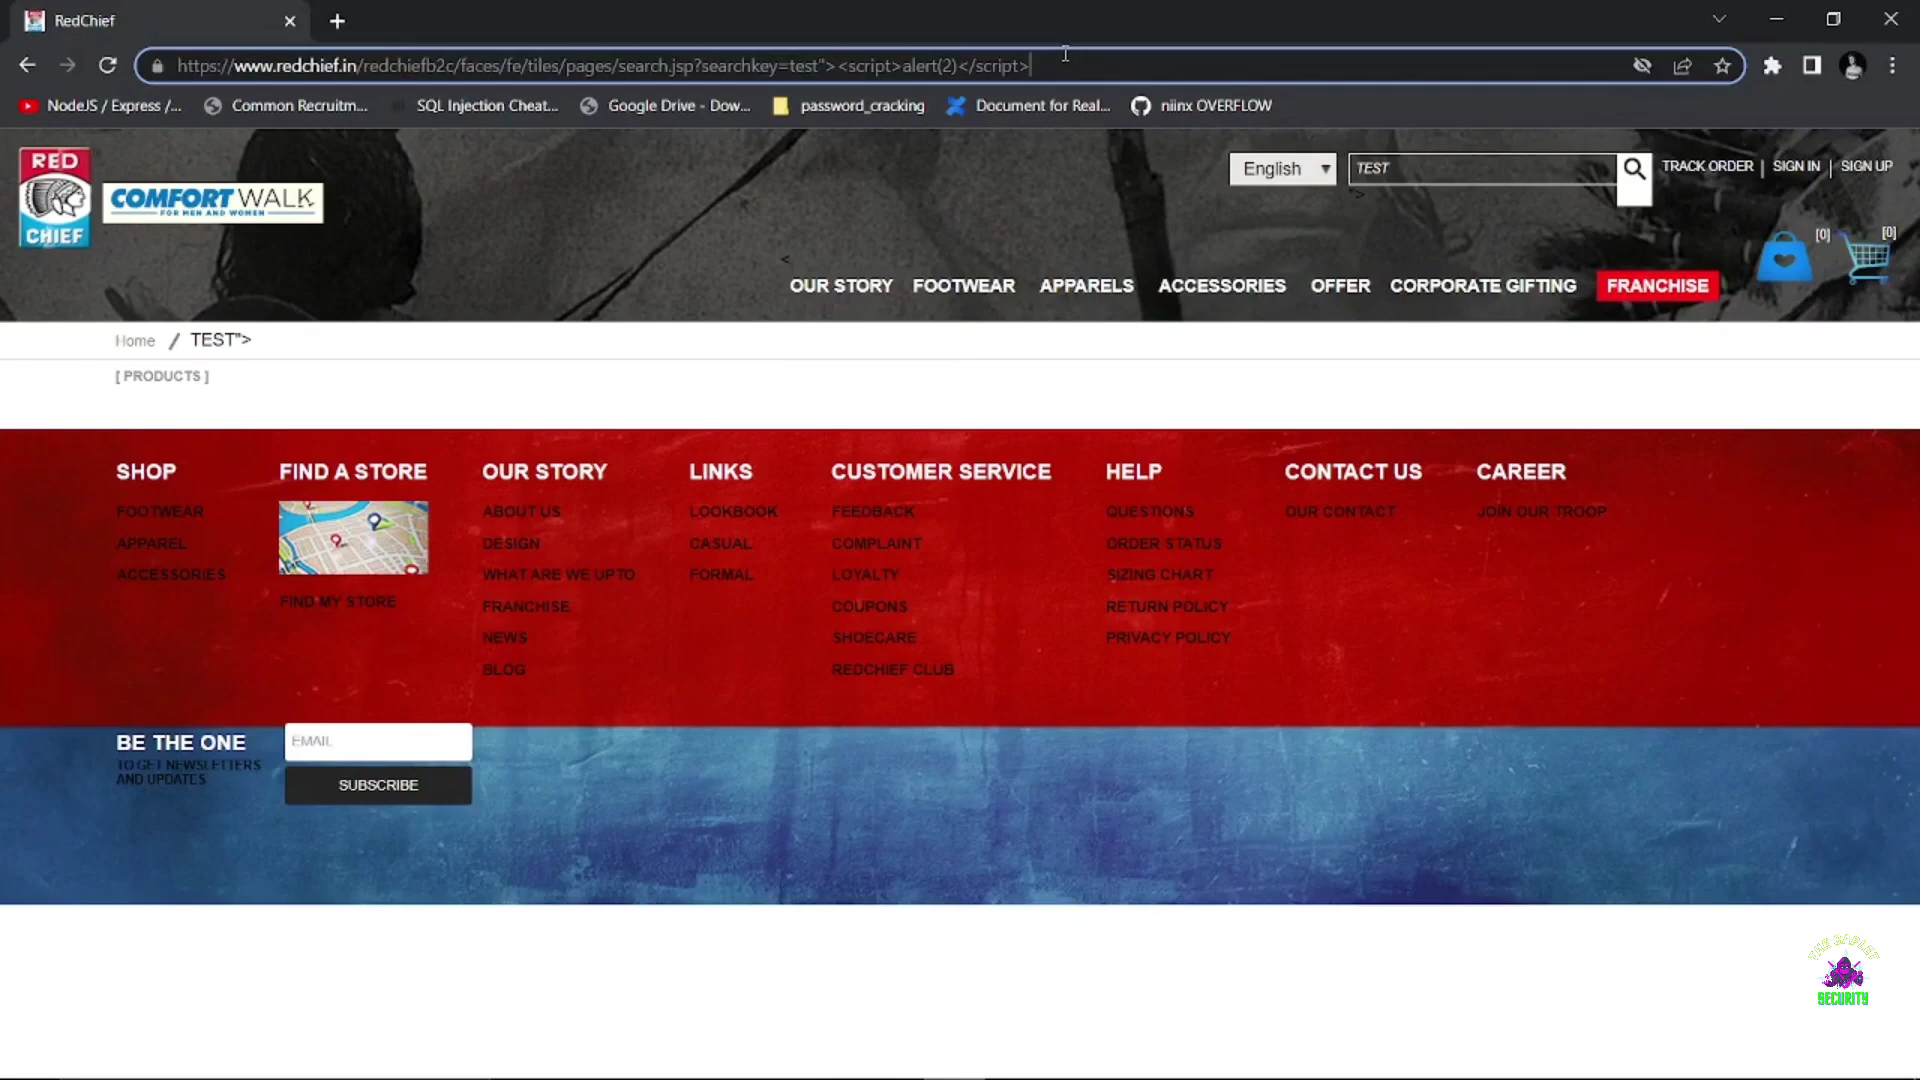 RedChief
https://www.redchief.in/redchiefb2c/faces/fe/tiles/pages/search.jsp?searchkey=test"><script>alert(2)</script>
NodeJS / Express /...
Common Recruitm...
SQL Injection Cheat...
Google Drive - Dow...
password_cracking
Document for Real...
niinx OVERFLOW
RED
CHIEF
COMFORT WALK
FOR MEN AND WOMEN
English
TEST
TRACK ORDER | SIGN IN | SIGN UP
>
[0]
[0]
<
OUR STORY FOOTWEAR APPARELS ACCESSORIES OFFER CORPORATE GIFTING FRANCHISE
Home / TEST">
[ PRODUCTS ]
SHOP
FOOTWEAR
APPAREL
ACCESSORIES
FIND A STORE
FIND MY STORE
OUR STORY
ABOUT US
DESIGN
WHAT ARE WE UPTO
FRANCHISE
NEWS
BLOG
LINKS
LOOKBOOK
CASUAL
FORMAL
CUSTOMER SERVICE
FEEDBACK
COMPLAINT
LOYALTY
COUPONS
SHOECARE
REDCHIEF CLUB
HELP
QUESTIONS
ORDER STATUS
SIZING CHART
RETURN POLICY
PRIVACY POLICY
CONTACT US
OUR CONTACT
CAREER
JOIN OUR TROOP
BE THE ONE
TO GET NEWSLETTERS
AND UPDATES
EMAIL
SUBSCRIBE
SECURITY